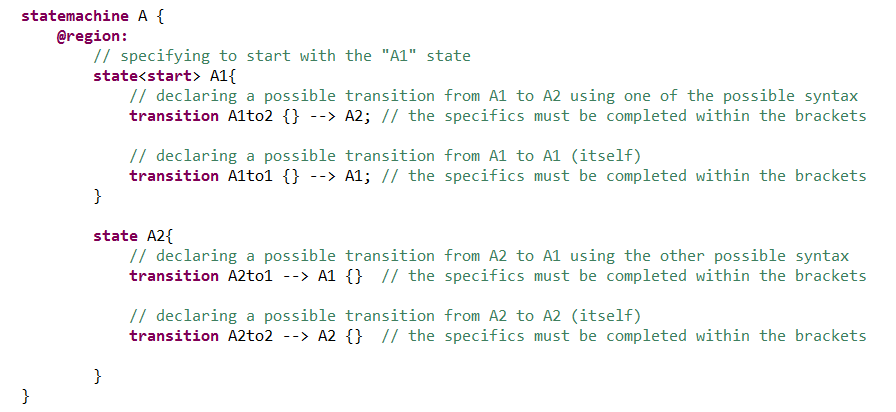 statemachine A {
@region:
// specifying to start with the "A1" state
state<start> A1{
// declaring a possible transition from A1 to A2 using one of the possible syntax
transition A1to2 {} --> A2; // the specifics must be completed within the brackets
// declaring a possible transition from A1 to A1 (itself)
transition A1to1 {} --> A1; // the specifics must be completed within the brackets
}
state A2{
// declaring a possible transition from A2 to A1 using the other possible syntax
transition A2to1 --> A1 {}  // the specifics must be completed within the brackets
// declaring a possible transition from A2 to A2 (itself)
transition A2to2 --> A2 {}  // the specifics must be completed within the brackets
}
}